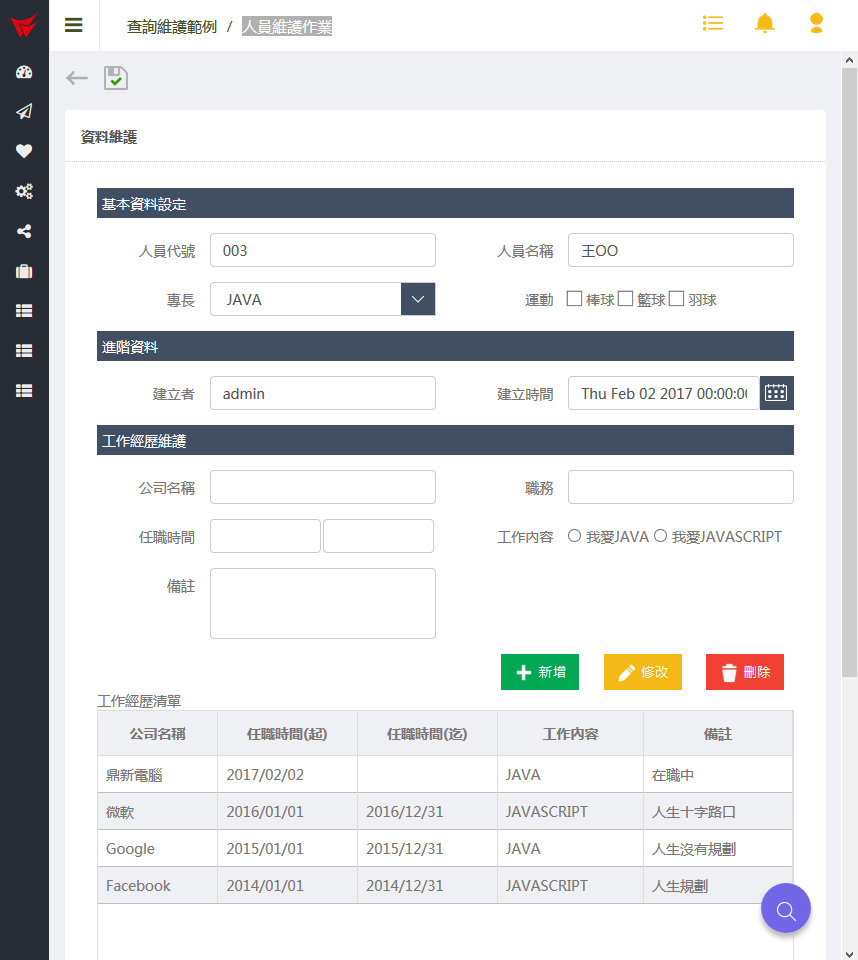 查詢維護範例 / 人員維護作業
資料維護
基本資料設定
人員代號 003 人員名稱 王OO
專長 JAVA 運動 棒球 籃球 羽球
進階資料
建立者 admin 建立時間 Thu Feb 02 2017 00:00:0
工作經歷維護
公司名稱 職務
任職時間 工作內容 我愛JAVA 我愛JAVASCRIPT
備註
新增 修改 刪除
工作經歷清單
公司名稱 任職時間(起) 任職時間(迄) 工作內容 備註
鼎新電腦 2017/02/02 JAVA 在職中
微軟 2016/01/01 2016/12/31 JAVASCRIPT 人生十字路口
Google 2015/01/01 2015/12/31 JAVA 人生沒有規劃
Facebook 2014/01/01 2014/12/31 JAVASCRIPT 人生規劃